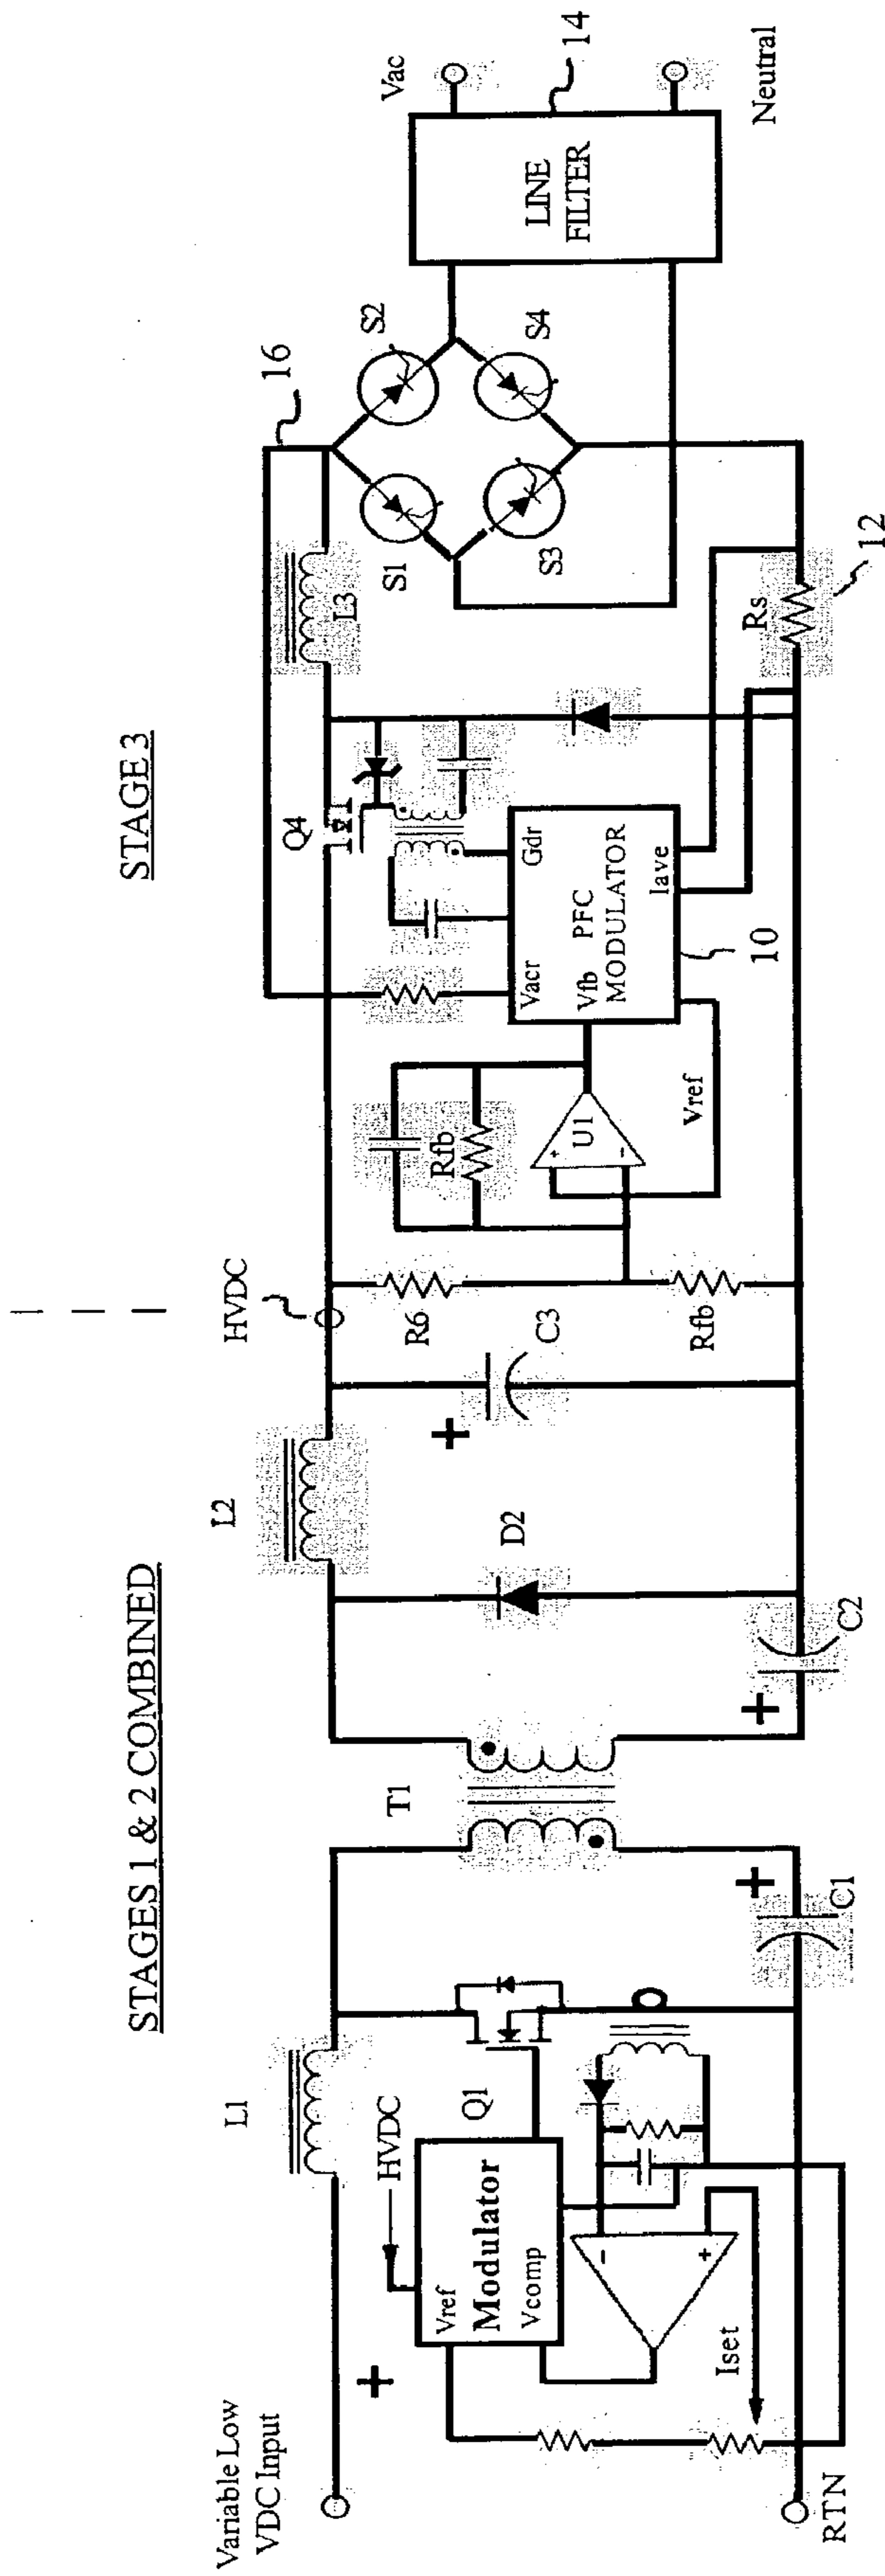 STAGES 1 & 2 COMBINED
STAGE 3
Variable Low
VDC Input
+
L1
HVDC
Vref
Modulator
Vcomp
Q1
-
+
Iset
RTN
+
C1
T1
+
C2
D2
L2
HVDC
+
C3
R6
Rfb
Rfb
+
U1
-
Vref
Q4
Vacr
Gdr
Vfb
PFC
MODULATOR
Iave
10
L3
Rs
12
16
S1
S2
S3
S4
LINE
FILTER
14
Vac
Neutral